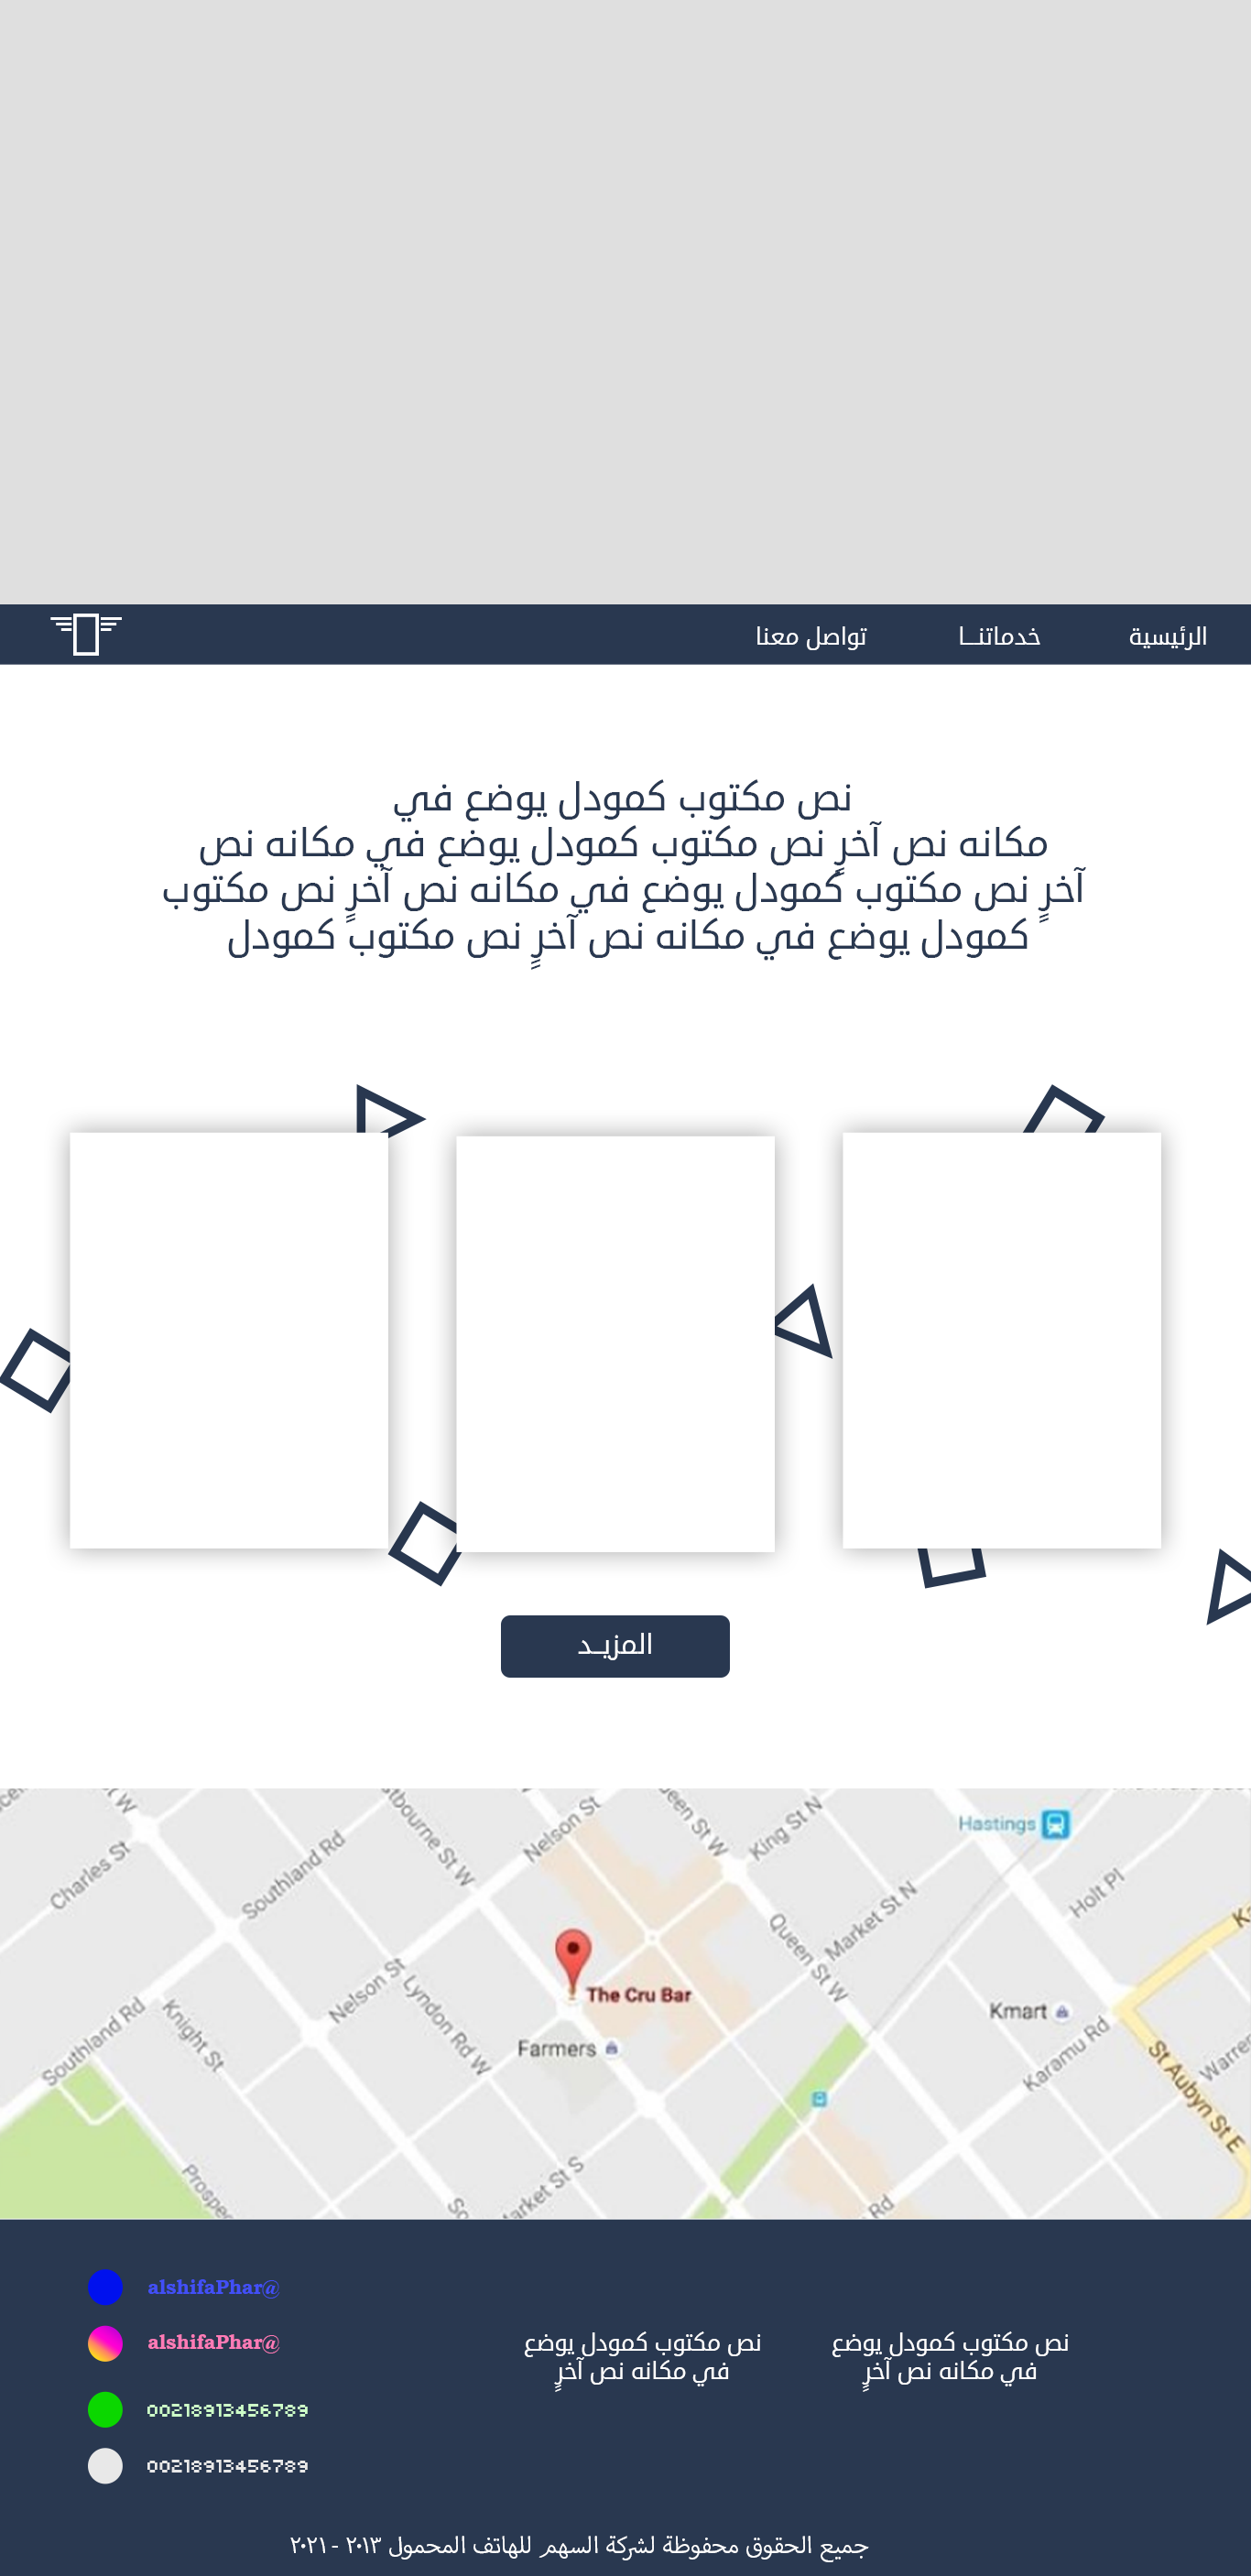 الرئيسية
خدماتنـــا
تواصل معنا
نص مكتوب كمودل يوضع في
مكانه نص آخرٍ نص مكتوب كمودل يوضع في مكانه نص
آخرٍ نص مكتوب كمودل يوضع في مكانه نص آخرٍ نص مكتوب
كمودل يوضع في مكانه نص آخرٍ نص مكتوب كمودل
المزيــد
Charles St
Southland Rd
Nelson St
King St N
Hastings
Holt Pl
Market St N
Queen St W
Nelson St
Lyndon Rd W
The Cru Bar
Kmart
Southland Rd
Knight St
Farmers
Karamu Rd
St Aubyn St E
نص مكتوب كمودل يوضع
في مكانه نص آخرٍ
نص مكتوب كمودل يوضع
في مكانه نص آخرٍ
alshifaPhar@
alshifaPhar@
00218913456789
00218913456789
جميع الحقوق محفوظة لشركة السهم للهاتف المحمول ٢٠١٣ - ٢٠٢١